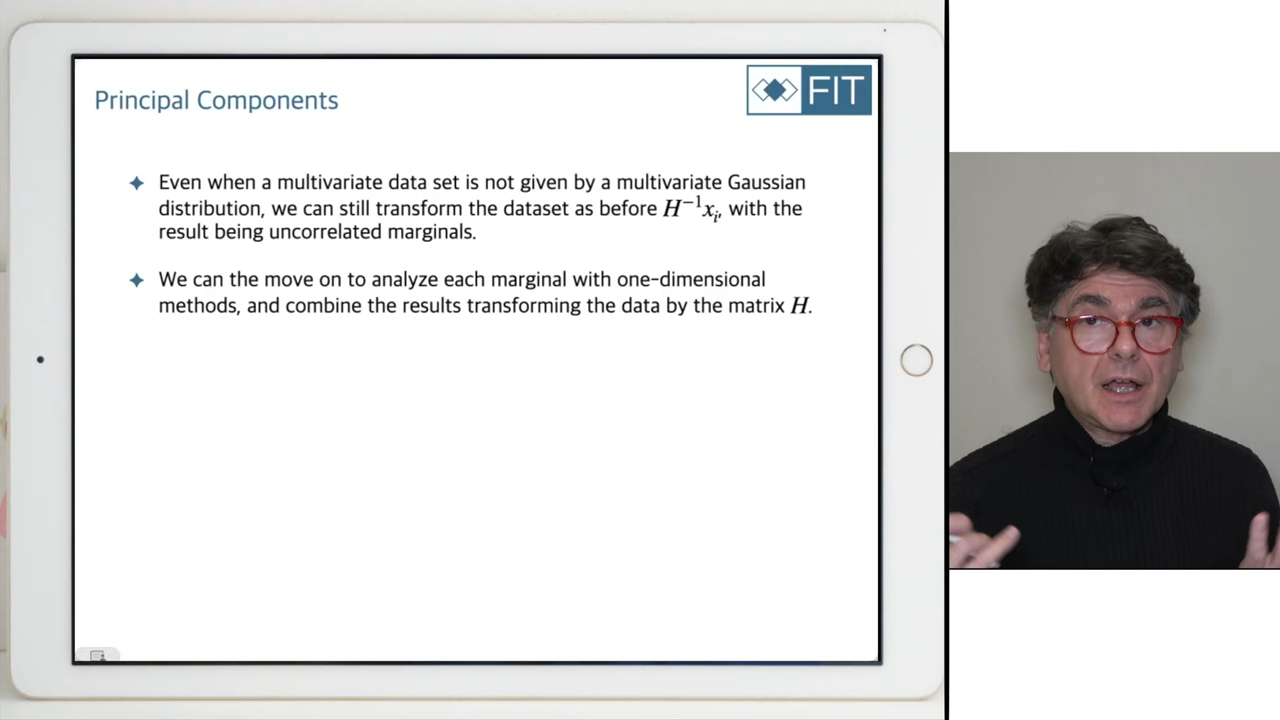 Principal Components
FIT
Even when a multivariate data set is not given by a multivariate Gaussian
distribution, we can still transform the dataset as before H⁻¹xᵢ, with the
result being uncorrelated marginals.
We can the move on to analyze each marginal with one-dimensional
methods, and combine the results transforming the data by the matrix H.